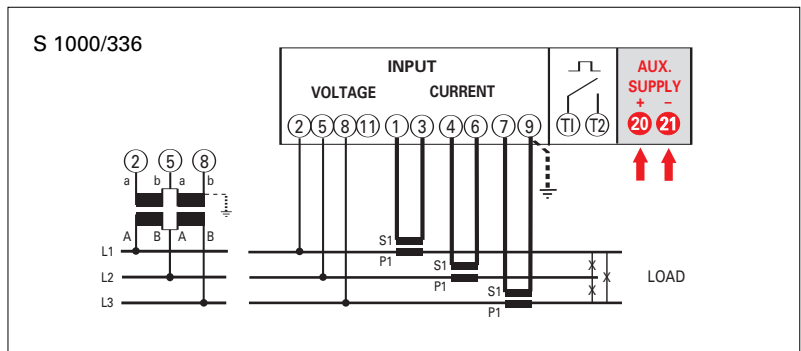 S 1000/336
INPUT
VOLTAGE CURRENT
2 5 8 11 1 3 4 6 7 9
T1 T2
AUX.
SUPPLY
+ –
20 21
2 5 8
a b a b
A B A B
L1
L2
L3
S1
P1
S1
P1
S1
P1
X
X X
LOAD